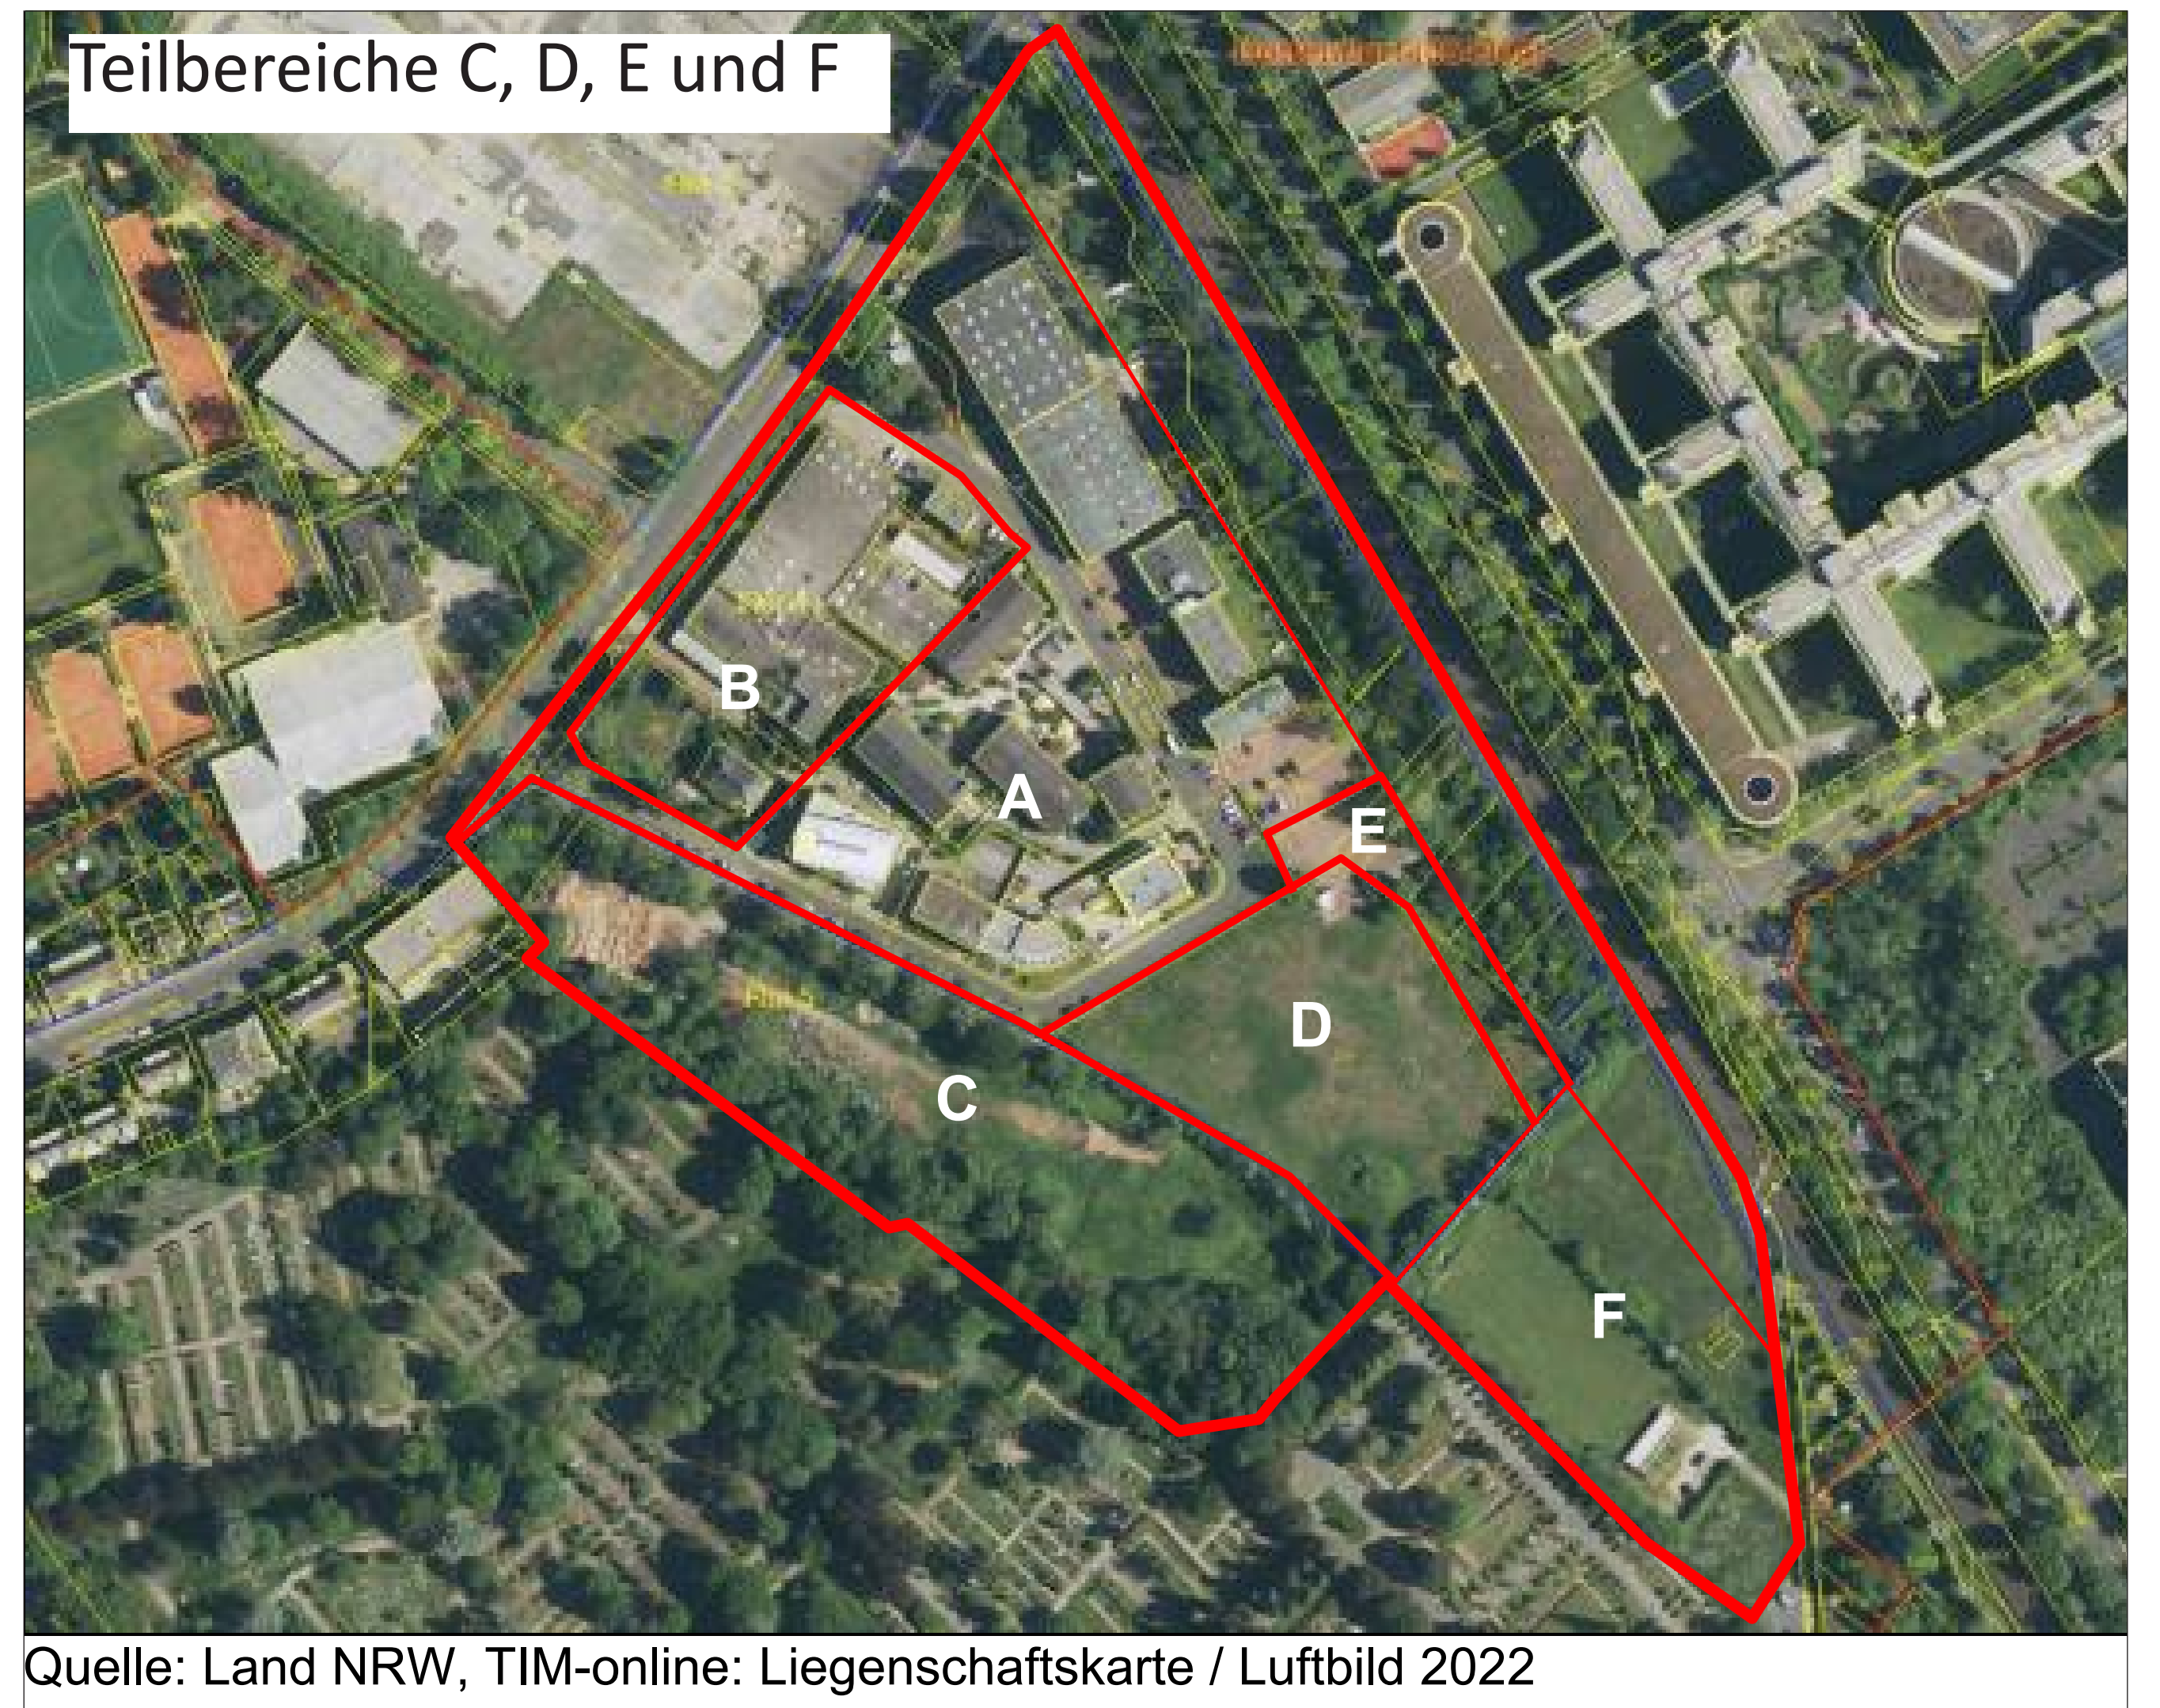 Teilbereiche C, D, E und F
B
A
E
D
C
F
Quelle: Land NRW, TIM-online: Liegenschaftskarte / Luftbild 2022